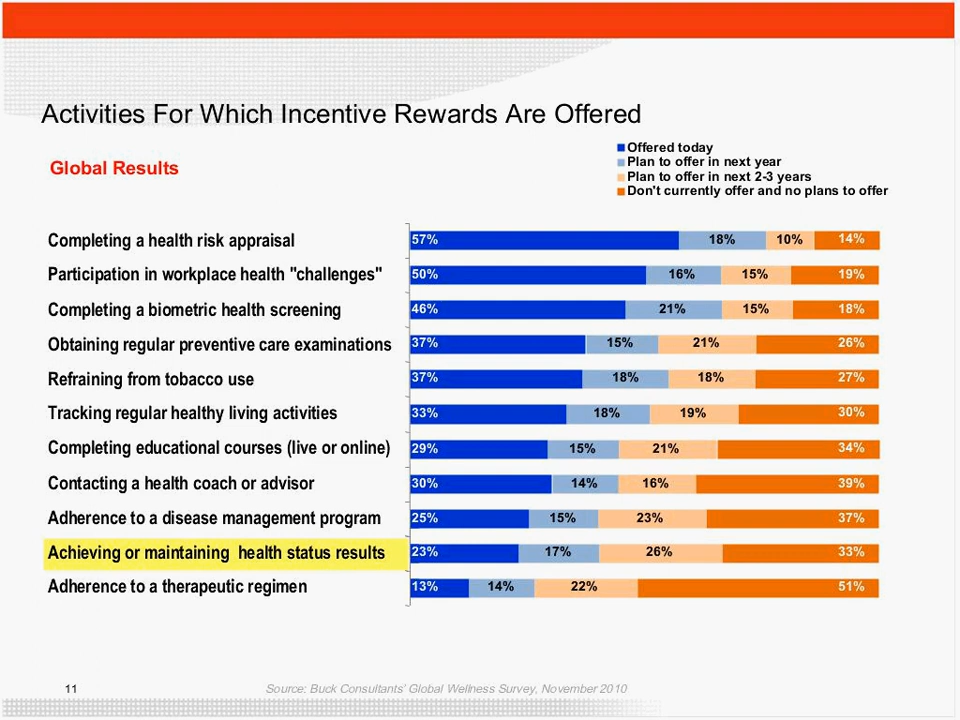 Activities For Which Incentive Rewards Are Offered
Global Results
Offered today
Plan to offer in next year
Plan to offer in next 2-3 years
Don't currently offer and no plans to offer
Completing a health risk appraisal 57% 18% 10% 14%
Participation in workplace health "challenges" 50% 16% 15% 19%
Completing a biometric health screening 46% 21% 15% 18%
Obtaining regular preventive care examinations 37% 15% 21% 26%
Refraining from tobacco use 37% 18% 18% 27%
Tracking regular healthy living activities 33% 18% 19% 30%
Completing educational courses (live or online) 29% 15% 21% 34%
Contacting a health coach or advisor 30% 14% 16% 39%
Adherence to a disease management program 25% 15% 23% 37%
Achieving or maintaining health status results 23% 17% 26% 33%
Adherence to a therapeutic regimen 13% 14% 22% 51%
11 Source: Buck Consultants' Global Wellness Survey, November 2010